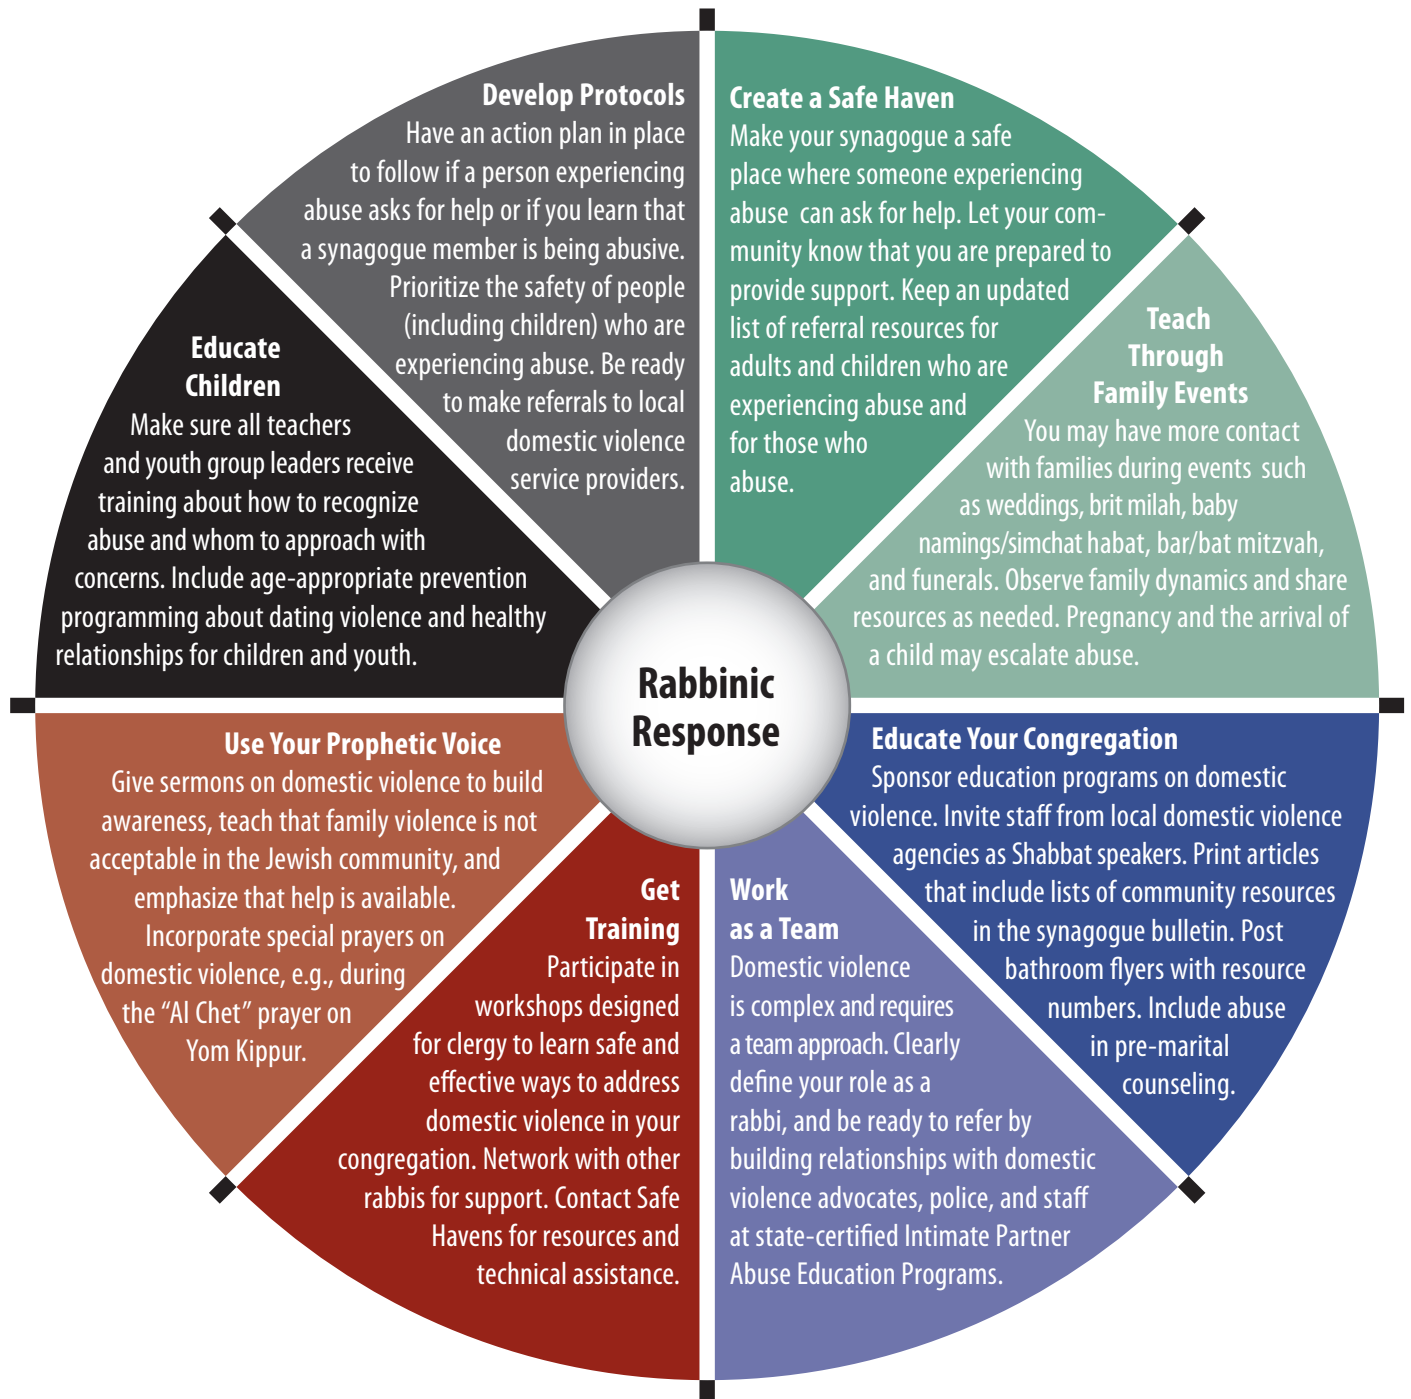 Develop Protocols
Have an action plan in place
to follow if a person experiencing
abuse asks for help or if you learn that
a synagogue member is being abusive.
Prioritize the safety of people
(including children) who are
experiencing abuse. Be ready
to make referrals to local
domestic violence
service providers.
Create a Safe Haven
Make your synagogue a safe
place where someone experiencing
abuse  can ask for help. Let your com-
munity know that you are prepared to
provide support. Keep an updated
list of referral resources for
adults and children who are
experiencing abuse and
for those who
abuse.
Teach
Through
Family Events
You may have more contact
with families during events  such
as weddings, brit milah, baby
namings/simchat habat, bar/bat mitzvah,
and funerals. Observe family dynamics and share
resources as needed. Pregnancy and the arrival of
a child may escalate abuse.
Educate Your Congregation
Sponsor education programs on domestic
violence. Invite staff from local domestic violence
agencies as Shabbat speakers. Print articles
that include lists of community resources
in the synagogue bulletin. Post
bathroom flyers with resource
numbers. Include abuse
in pre-marital
counseling.
Work
as a Team
Domestic violence
is complex and requires
a team approach. Clearly
define your role as a
rabbi, and be ready to refer by
building relationships with domestic
violence advocates, police, and staff
at state-certified Intimate Partner
Abuse Education Programs.
Get
Training
Participate in
workshops designed
for clergy to learn safe and
effective ways to address
domestic violence in your
congregation. Network with other
rabbis for support. Contact Safe
Havens for resources and
technical assistance.
Use Your Prophetic Voice
Give sermons on domestic violence to build
awareness, teach that family violence is not
acceptable in the Jewish community, and
emphasize that help is available.
Incorporate special prayers on
domestic violence, e.g., during
the “Al Chet” prayer on
Yom Kippur.
Educate
Children
Make sure all teachers
and youth group leaders receive
training about how to recognize
abuse and whom to approach with
concerns. Include age-appropriate prevention
programming about dating violence and healthy
relationships for children and youth.
Rabbinic
Response